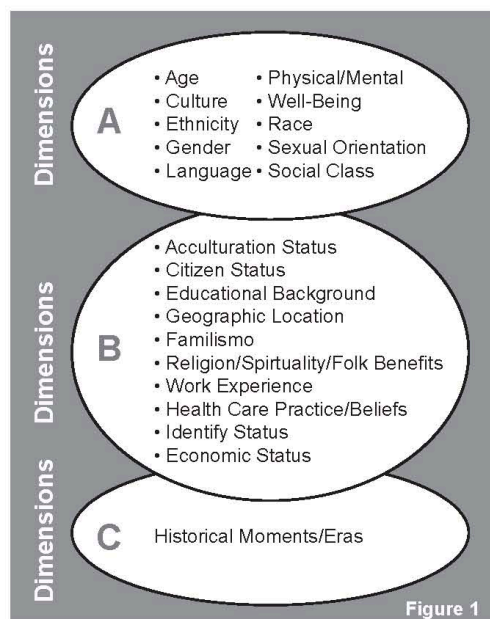 Dimensions
A
• Age
• Culture
• Ethnicity
• Gender
• Language
• Physical/Mental
• Well-Being
• Race
• Sexual Orientation
• Social Class
Dimensions
B
• Acculturation Status
• Citizen Status
• Educational Background
• Geographic Location
• Familismo
• Religion/Spirtuality/Folk Benefits
• Work Experience
• Health Care Practice/Beliefs
• Identify Status
• Economic Status
Dimensions
C
Historical Moments/Eras
Figure 1